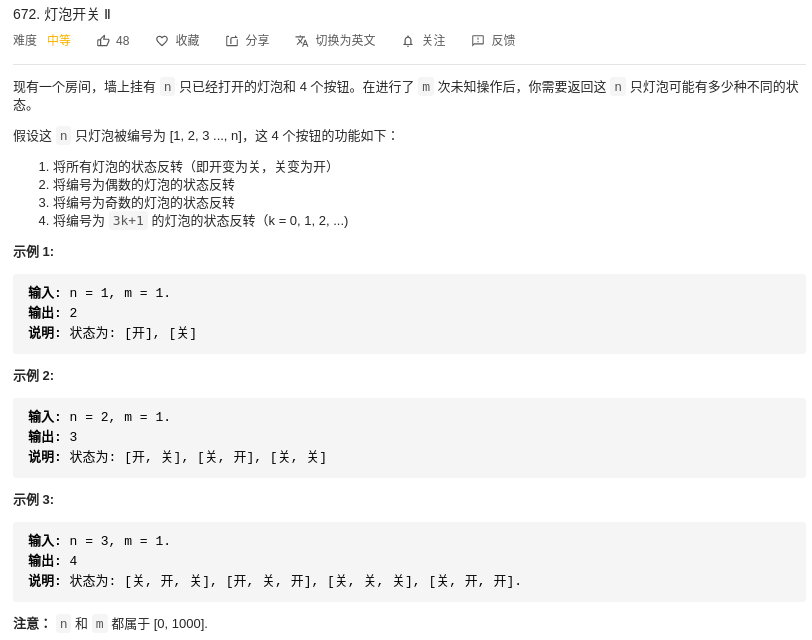 672. 灯泡开关 Ⅱ
难度 中等 48 收藏 分享 切换为英文 关注 反馈
现有一个房间，墙上挂有 n 只已经打开的灯泡和 4 个按钮。在进行了 m 次未知操作后，你需要返回这 n 只灯泡可能有多少种不同的状
态。
假设这 n 只灯泡被编号为 [1, 2, 3 ..., n]，这 4 个按钮的功能如下：
1. 将所有灯泡的状态反转（即开变为关，关变为开）
2. 将编号为偶数的灯泡的状态反转
3. 将编号为奇数的灯泡的状态反转
4. 将编号为 3k+1 的灯泡的状态反转（k = 0, 1, 2, ...)
示例 1:
输入: n = 1, m = 1.
输出: 2
说明: 状态为: [开], [关]
示例 2:
输入: n = 2, m = 1.
输出: 3
说明: 状态为: [开, 关], [关, 开], [关, 关]
示例 3:
输入: n = 3, m = 1.
输出: 4
说明: 状态为: [关, 开, 关], [开, 关, 开], [关, 关, 关], [关, 开, 开].
注意： n 和 m 都属于 [0, 1000].